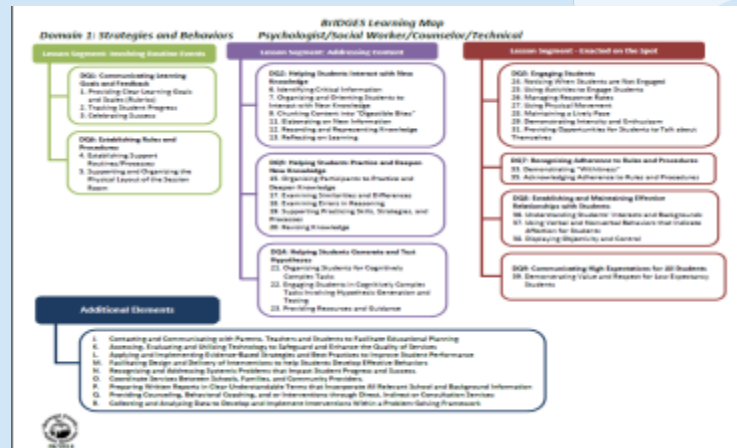 BrIDGES Learning Map
Domain 1: Strategies and Behaviors
Psychologist/Social Worker/Counselor/Technical
Lesson Segment: Involving Routine Events
DQ1: Communicating Learning
Goals and Feedback
1. Providing Clear Learning Goals
and Scales (Rubrics)
2. Tracking Student Progress
3. Celebrating Success
DQ6: Establishing Rules and
Procedures
4. Establishing Support
Routines/Processes
5. Supporting and Organizing the
Physical Layout of the Session
Room
Lesson Segment: Addressing Content
DQ2: Helping Students Interact with New
Knowledge
6. Identifying Critical Information
7. Organizing and Orienting Students to
Interact with New Knowledge
9. Chunking Content into "Digestible Bites"
11. Elaborating on New Information
12. Recording and Representing Knowledge
13. Reflecting on Learning
DQ3: Helping Students Practice and Deepen
New Knowledge
15. Organizing Participants to Practice and
Deepen Knowledge
17. Examining Similarities and Differences
18. Examining Errors in Reasoning
19. Supporting Practicing Skills, Strategies, and
Processes
20. Revising Knowledge
DQ4: Helping Students Generate and Test
Hypotheses
21. Organizing Students for Cognitively
Complex Tasks
22. Engaging Students in Cognitively Complex
Tasks Involving Hypothesis Generation and
Testing
23. Providing Resources and Guidance
Lesson Segment - Enacted on the Spot
DQ5: Engaging Students
24. Noticing When Students are Not Engaged
25. Using Activities to Engage Students
26. Managing Response Rates
27. Using Physical Movement
28. Maintaining a Lively Pace
29. Demonstrating Intensity and Enthusiasm
31. Providing Opportunities for Students to Talk about
Themselves
DQ7: Recognizing Adherence to Rules and Procedures
33. Demonstrating "Withitness"
35. Acknowledging Adherence to Rules and Procedures
DQ8: Establishing and Maintaining Effective
Relationships with Students
36. Understanding Students' Interests and Backgrounds
37. Using Verbal and Nonverbal Behaviors that Indicate
Affection for Students
38. Displaying Objectivity and Control
DQ9: Communicating High Expectations for All Students
39. Demonstrating Value and Respect for Low Expectancy
Students
Additional Elements
J. Contacting and Communicating with Parents, Teachers and Students to Facilitate Educational Planning
K. Assessing, Evaluating and Utilizing Technology to Safeguard and Enhance the Quality of Services
L. Applying and Implementing Evidence-Based Strategies and Best Practices to Improve Student Performance
M. Facilitating Design and Delivery of Interventions to help Students Develop Effective Behaviors
N. Recognizing and Addressing Systemic Problems that Impact Student Progress and Success
O. Coordinate Services Between Schools, Families, and Community Providers.
P. Preparing Written Reports in Clear Understandable Terms that Incorporate All Relevant School and Background Information
Q. Providing Counseling, Behavioral Coaching, and or Interventions through Direct, Indirect or Consultation Services
R. Collecting and Analyzing Data to Develop and Implement Interventions Within a Problem-Solving Framework